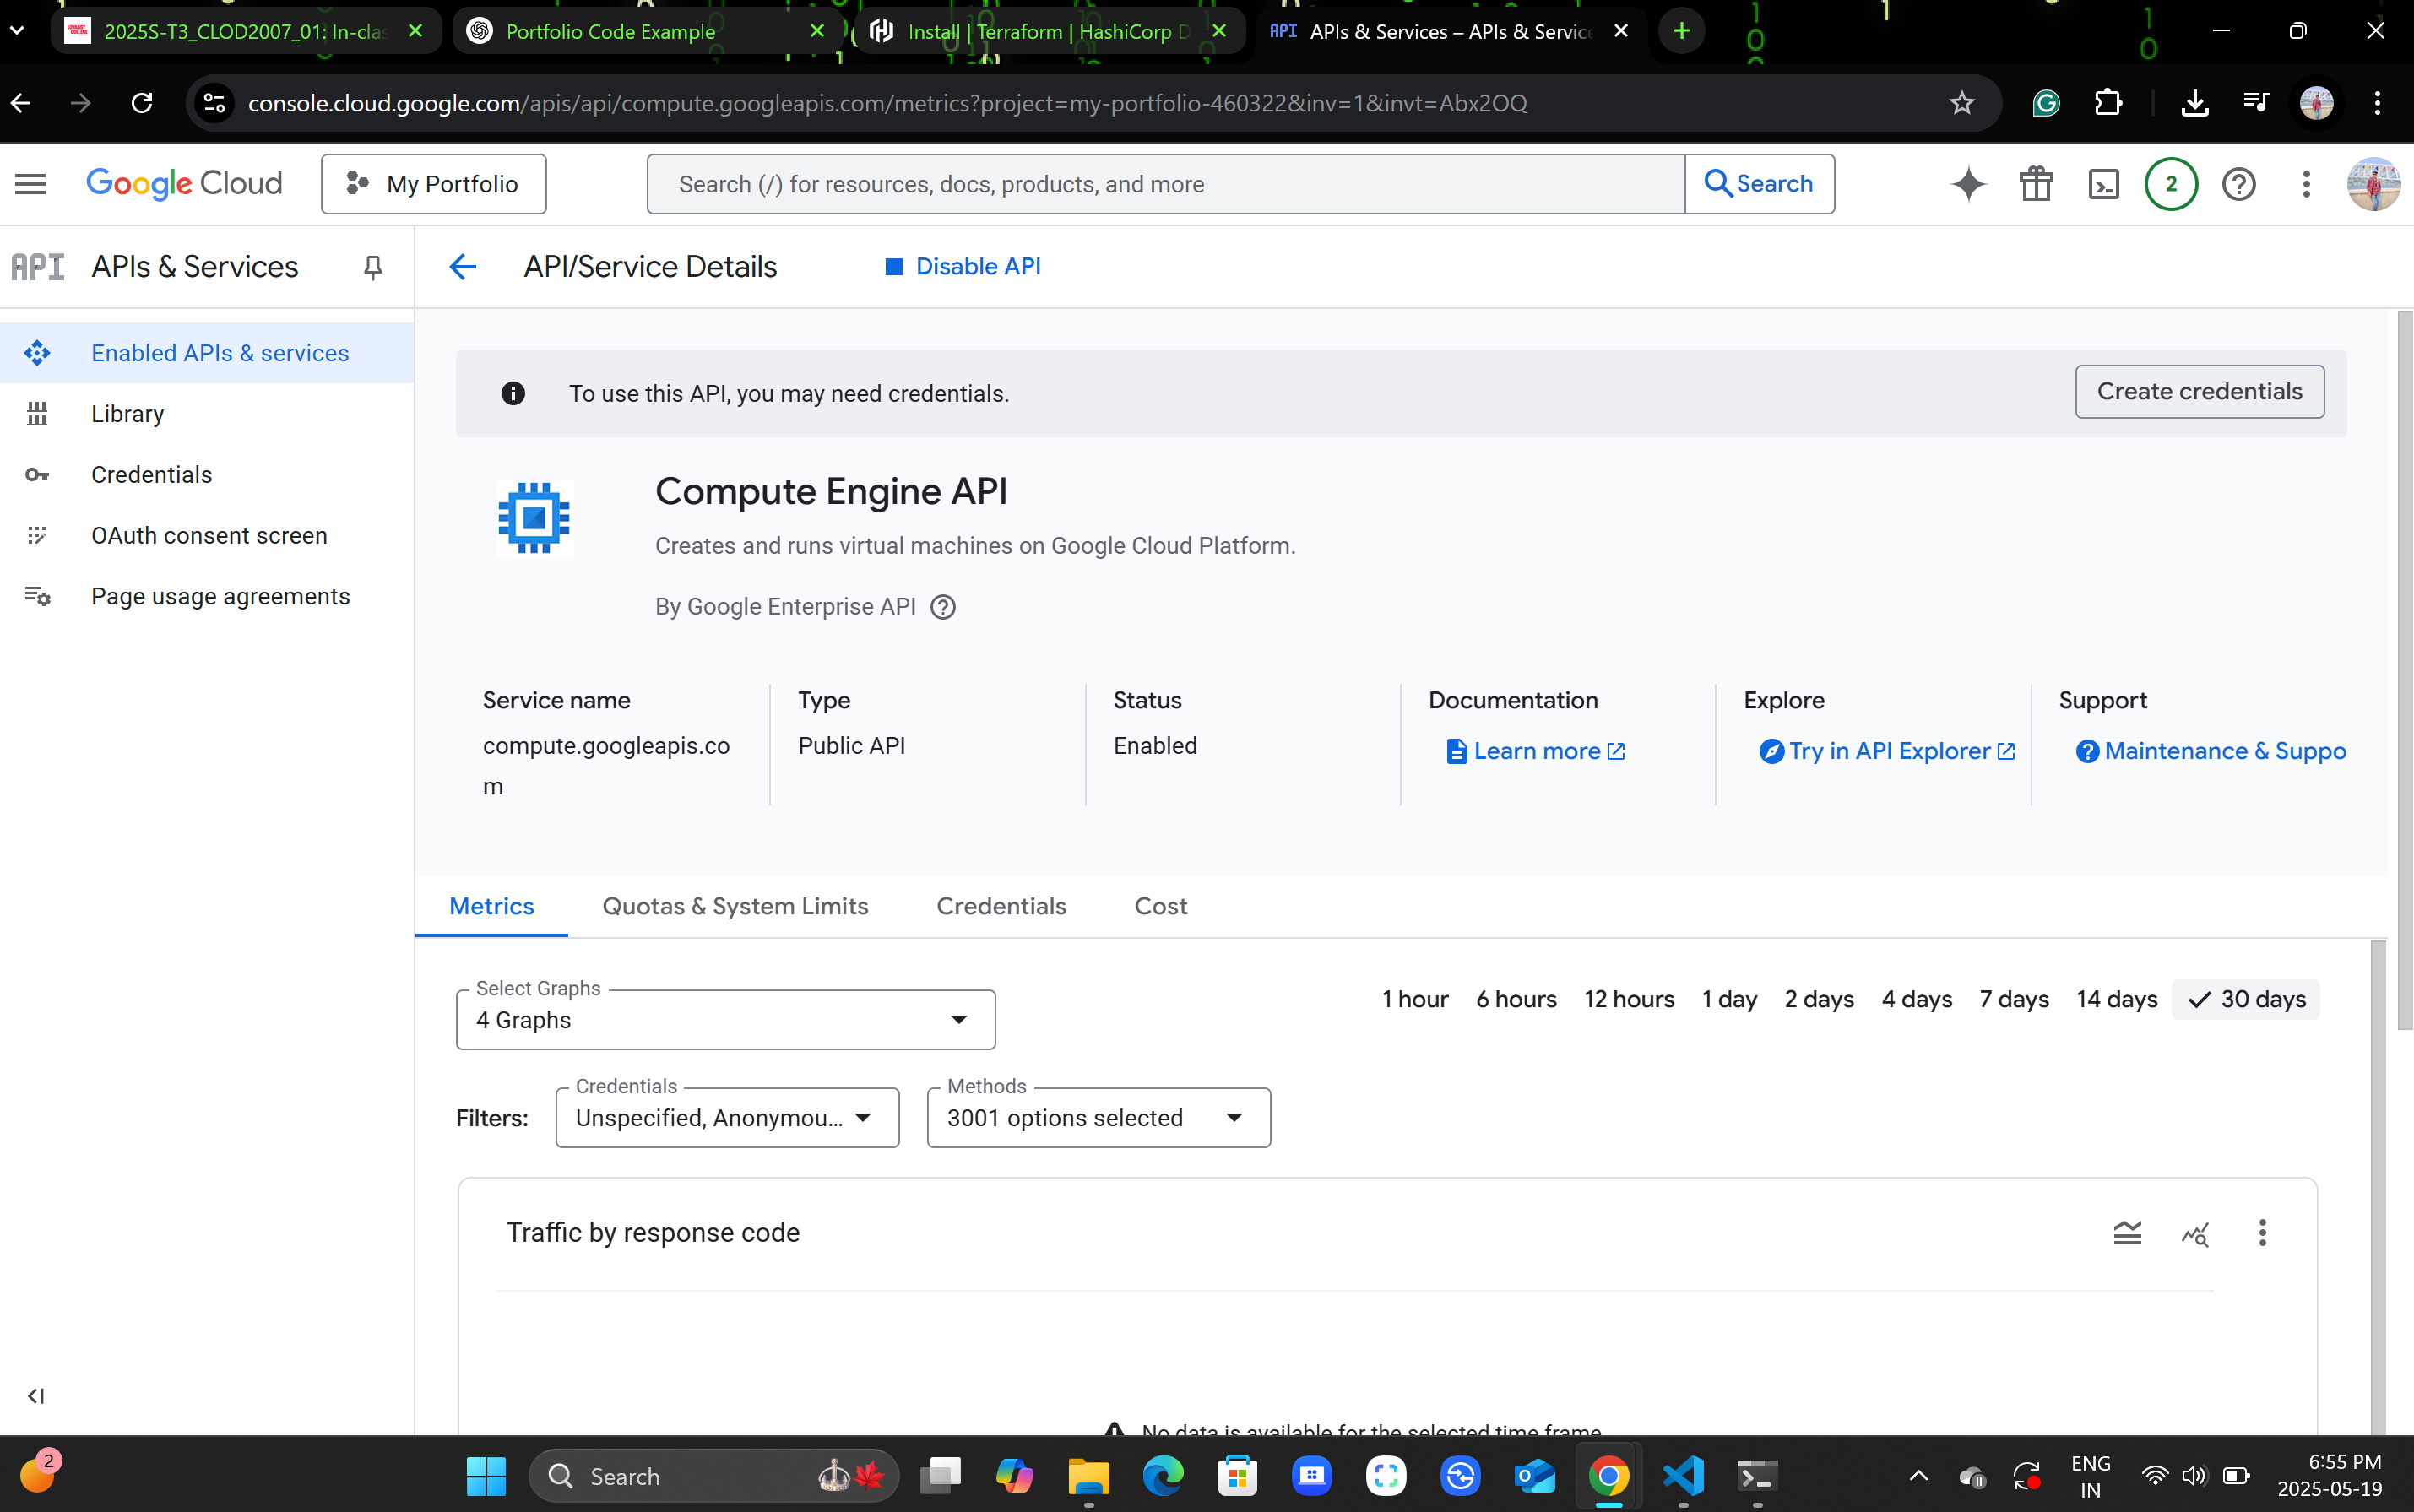 2025S-T3_CLOD2007_01: In-cla
Portfolio Code Example
Install | Terraform | HashiCorp D
API APIs & Services – APIs & Service
console.cloud.google.com/apis/api/compute.googleapis.com/metrics?project=my-portfolio-460322&inv=1&invt=Abx2OQ
Google Cloud
My Portfolio
Search (/) for resources, docs, products, and more
Search
2
API APIs & Services
API/Service Details
Disable API
Enabled APIs & services
Library
Credentials
OAuth consent screen
Page usage agreements
To use this API, you may need credentials.
Create credentials
Compute Engine API
Creates and runs virtual machines on Google Cloud Platform.
By Google Enterprise API
Service name
compute.googleapis.co
m
Type
Public API
Status
Enabled
Documentation
Learn more
Explore
Try in API Explorer
Support
Maintenance & Suppo
Metrics
Quotas & System Limits
Credentials
Cost
Select Graphs
4 Graphs
1 hour
6 hours
12 hours
1 day
2 days
4 days
7 days
14 days
30 days
Filters:
Credentials
Unspecified, Anonymou...
Methods
3001 options selected
Traffic by response code
No data is available for the selected time frame
2
Search
ENG
IN
6:55 PM
2025-05-19